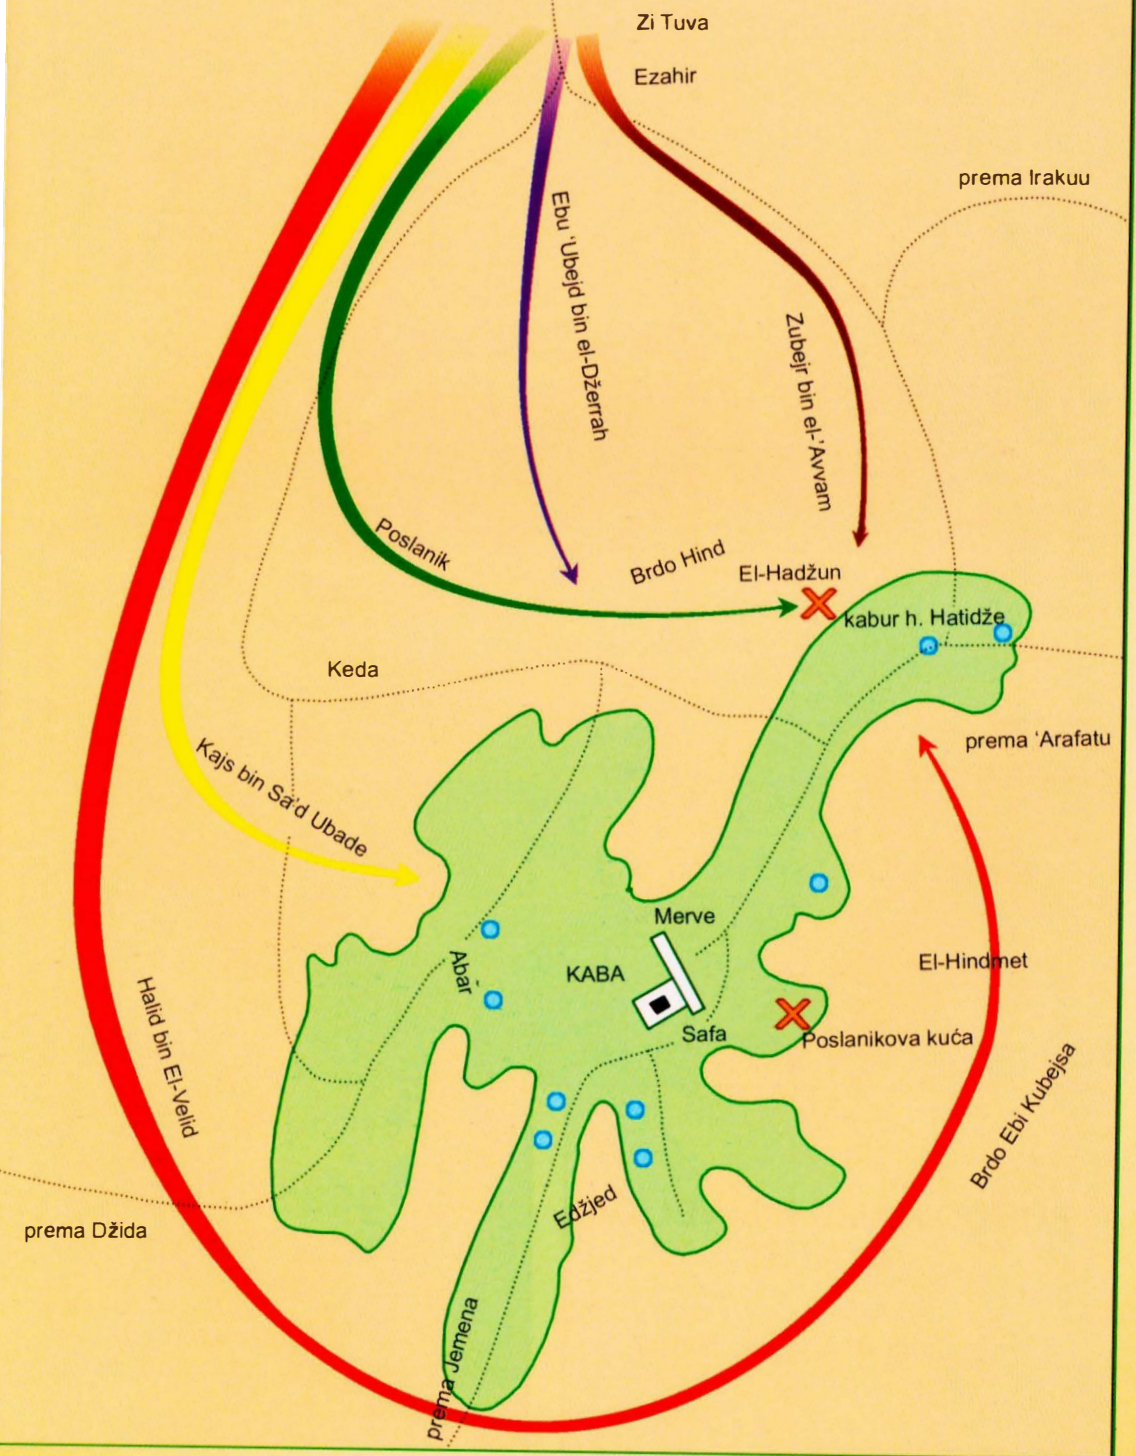 Zi Tuva
Ezahir
prema Irakuu
Ebu ‘Ubejd bin el-Džerrah
Zubejr bin el-’Avvam
Poslanik
Brdo Hind
El-Hadžun
kabur h. Hatidže
Keda
prema ‘Arafatu
Kajs bin Sa’d Ubade
Merve
Abar
KABA
El-Hindmet
Safa
Poslanikova kuća
Halid bin El-Velid
Brdo Ebi Kubejsa
Edžjed
prema Džida
prema Jemena